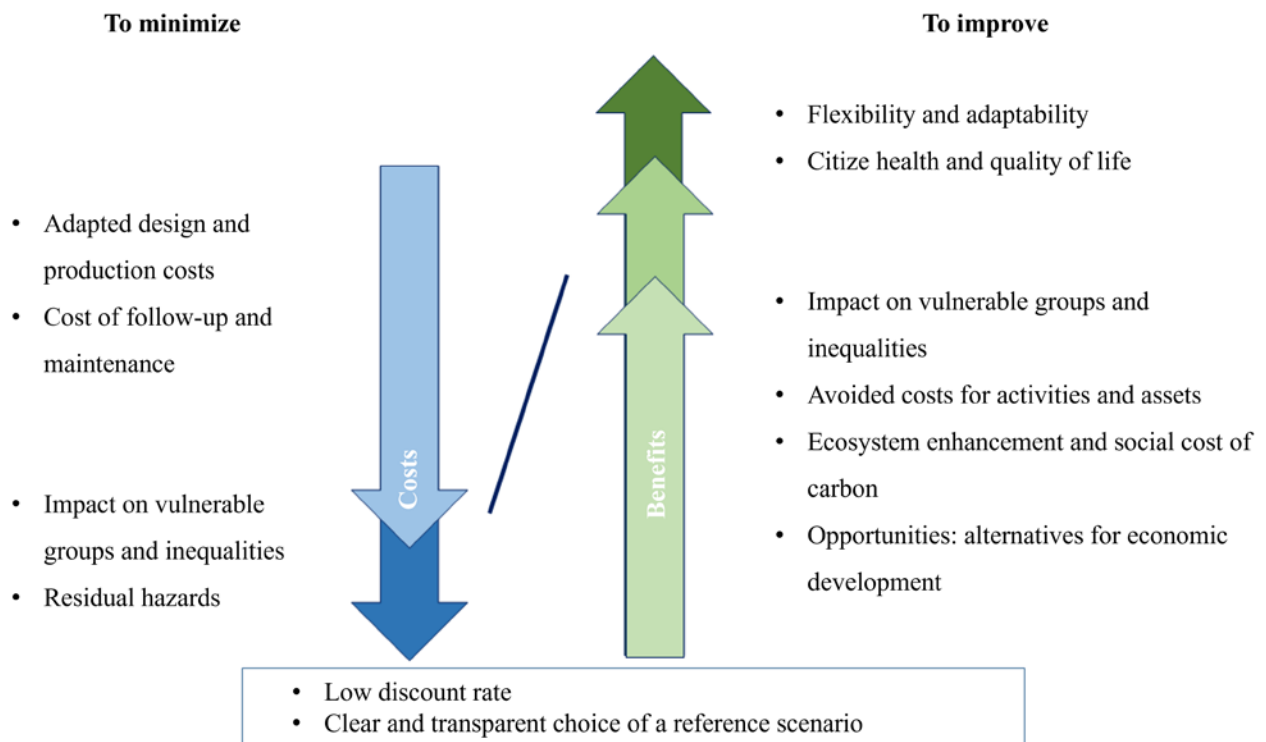 To minimize
• Adapted design and
production costs
• Cost of follow-up and
maintenance
• Impact on vulnerable
groups and inequalities
• Residual hazards
Costs
Benefits
To improve
• Flexibility and adaptability
• Citize health and quality of life
• Impact on vulnerable groups and
inequalities
• Avoided costs for activities and assets
• Ecosystem enhancement and social cost of
carbon
• Opportunities: alternatives for economic
development
• Low discount rate
• Clear and transparent choice of a reference scenario